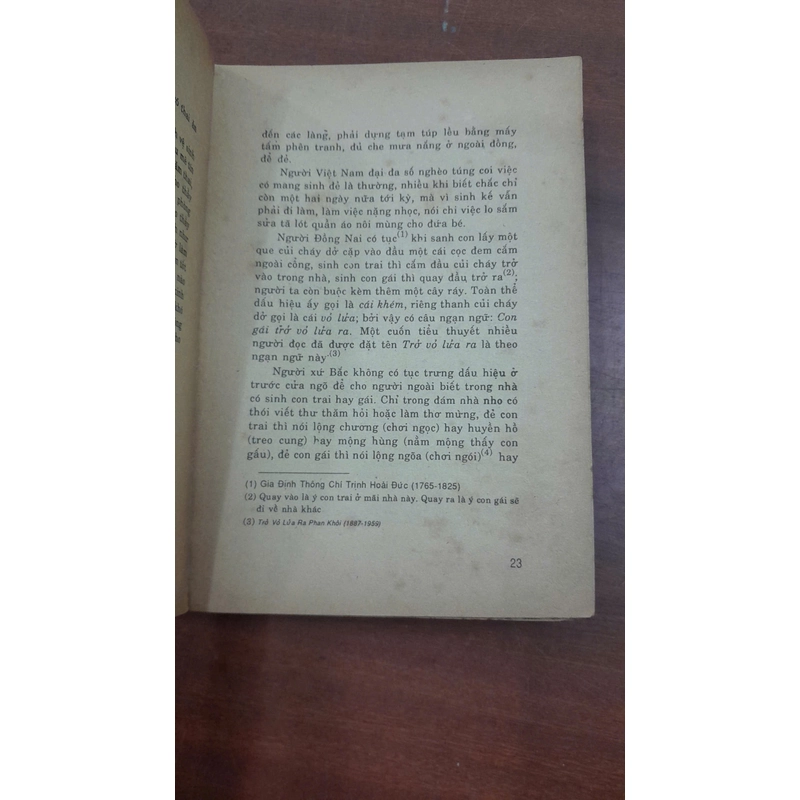 đến các làng, phải dựng tạm túp lều bằng mấy
tấm phên tranh, đủ che mưa nắng ở ngoài đồng,
để đẻ.
Người Việt Nam đại đa số nghèo túng coi việc
có mang sinh đẻ là thường, nhiều khi biết chắc chỉ
còn một hai ngày nữa tới kỳ, mà vì sinh kế vẫn
phải đi làm, làm việc nặng nhọc, nói chi việc lo sắm
sửa tã lót quần áo nôi mùng cho đứa bé.
Người Đồng Nai có tục(1) khi sanh con lấy một
que củi cháy dở cặp vào đầu một cái cọc đem cắm
ngoài cổng, sinh con trai thì cấm đầu củi cháy trở
vào trong nhà, sinh con gái thì quay đầu trở ra(2);
người ta còn buộc kèm thêm một cây ráy. Toàn thể
dấu hiệu ấy gọi là cái khém, riêng thanh củi cháy
dở gọi là cái vỏ lửa; bởi vậy có câu ngạn ngữ: Con
gái trở vỏ lửa ra. Một cuốn tiểu thuyết nhiều
người đọc đã được đặt tên Trở vỏ lửa ra là theo
ngạn ngữ này.(3)
Người xứ Bắc không có tục trưng dấu hiệu ở
trước cửa ngõ để cho người ngoài biết trong nhà
có sinh con trai hay gái. Chỉ trong đám nhà nho có
thói viết thư thăm hỏi hoặc làm thơ mừng, đẻ con
trai thì nói lộng chương (chơi ngọc) hay huyền hồ
(treo cung) hay mộng hùng (nằm mộng thấy con
gấu), đẻ con gái thì nói lộng ngõa (chơi ngói)(4) hay
(1) Gia Định Thông Chí Trịnh Hoài Đức (1765-1825)
(2) Quay vào là ý con trai ở mãi nhà này. Quay ra là ý con gái sẽ
đi về nhà khác
(3) Trở Vỏ Lửa Ra Phan Khôi (1887-1959)
23